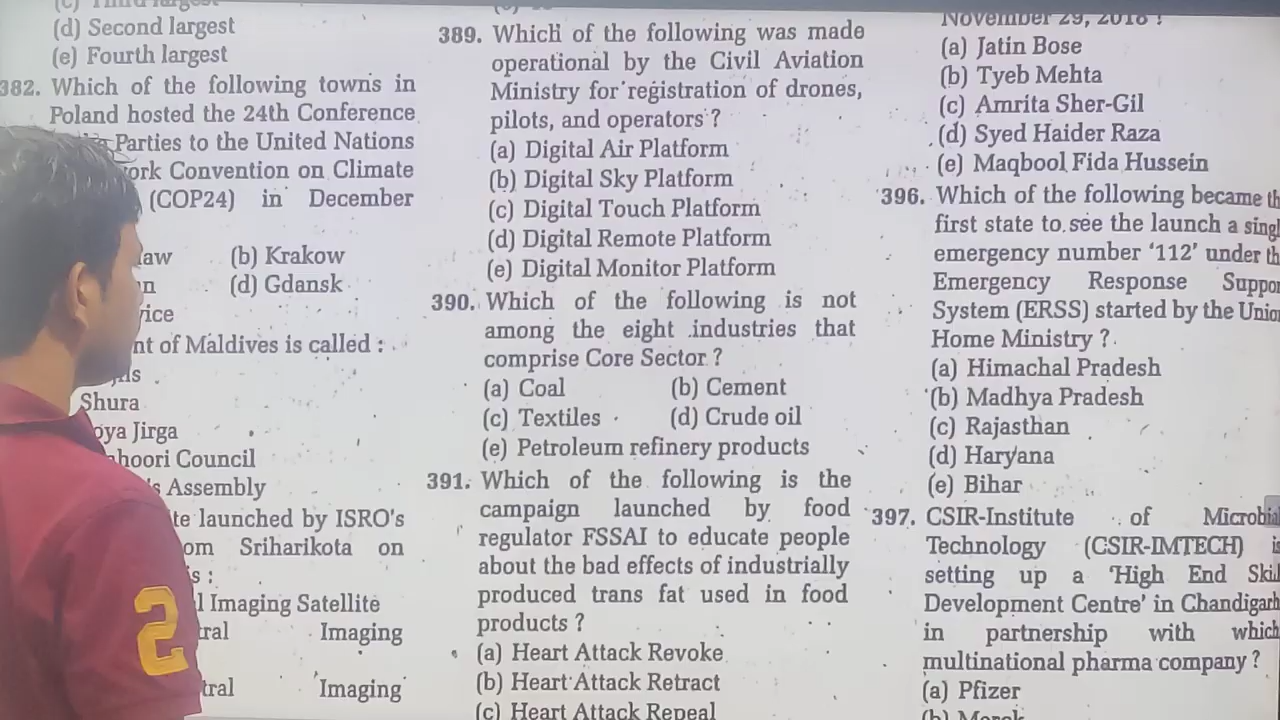 (d) Second largest
(e) Fourth largest
382. Which of the following towns in
Poland hosted the 24th Conference
Parties to the United Nations
Convention on Climate
(COP24) in December
(b) Krakow
(d) Gdansk
of Maldives is called :
Shura
Jirga
Council
Assembly
launched by ISRO's
Sriharikota on
:
Imaging Satellite
Imaging
Imaging
389. Which of the following was made
operational by the Civil Aviation
Ministry for registration of drones,
pilots, and operators ?
(a) Digital Air Platform
(b) Digital Sky Platform
(c) Digital Touch Platform
(d) Digital Remote Platform
(e) Digital Monitor Platform
390. Which of the following is not
among the eight industries that
comprise Core Sector ?
(a) Coal (b) Cement
(c) Textiles (d) Crude oil
(e) Petroleum refinery products
391. Which of the following is the
campaign launched by food
regulator FSSAI to educate people
about the bad effects of industrially
produced trans fat used in food
products ?
(a) Heart Attack Revoke
(b) Heart Attack Retract
(c) Heart Attack Repeal
November 29, 2018 ?
(a) Jatin Bose
(b) Tyeb Mehta
(c) Amrita Sher-Gil
(d) Syed Haider Raza
(e) Maqbool Fida Hussein
396. Which of the following became
first state to see the launch a
emergency number '112' under
Emergency Response
System (ERSS) started by the
Home Ministry ?
(a) Himachal Pradesh
(b) Madhya Pradesh
(c) Rajasthan
(d) Haryana
(e) Bihar
397. CSIR-Institute of
Technology (CSIR-IMTECH)
setting up a 'High End
Development Centre' in
in partnership with which
multinational pharma company ?
(a) Pfizer
2